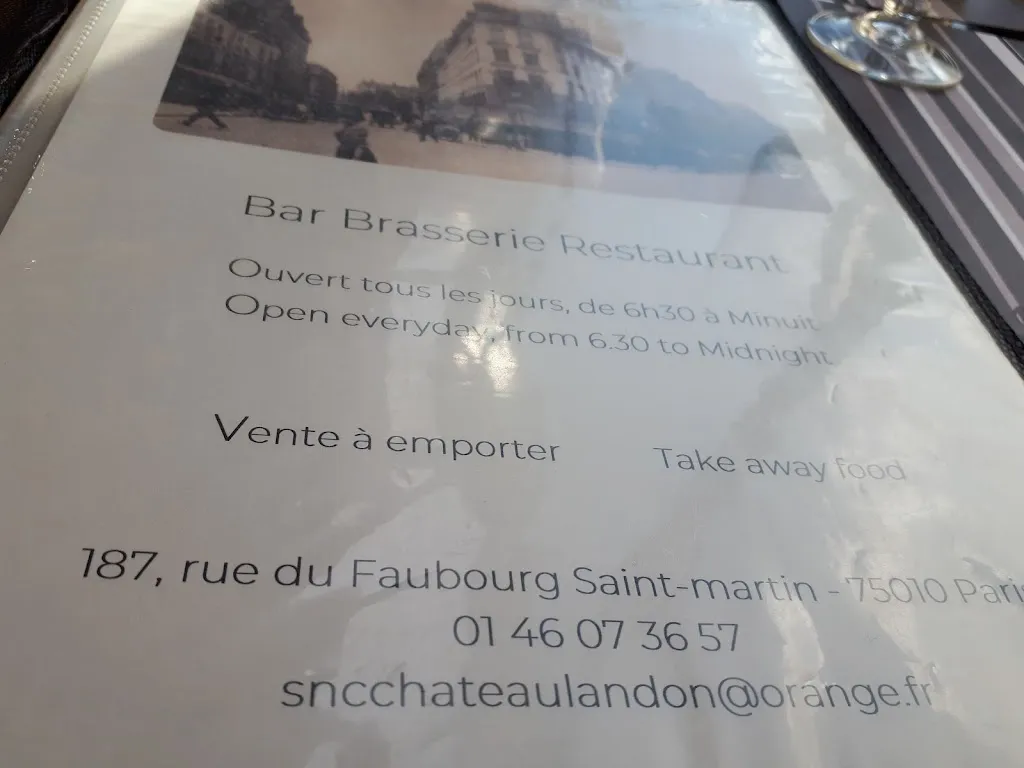 Bar Brasserie Restaurant
Ouvert tous les jours, de 6h30 à Minuit
Open everyday, from 6.30 to Midnight
Vente à emporter Take away food
187, rue du Faubourg Saint-martin - 75010 Paris
01 46 07 36 57
sncchateaulandon@orange.fr